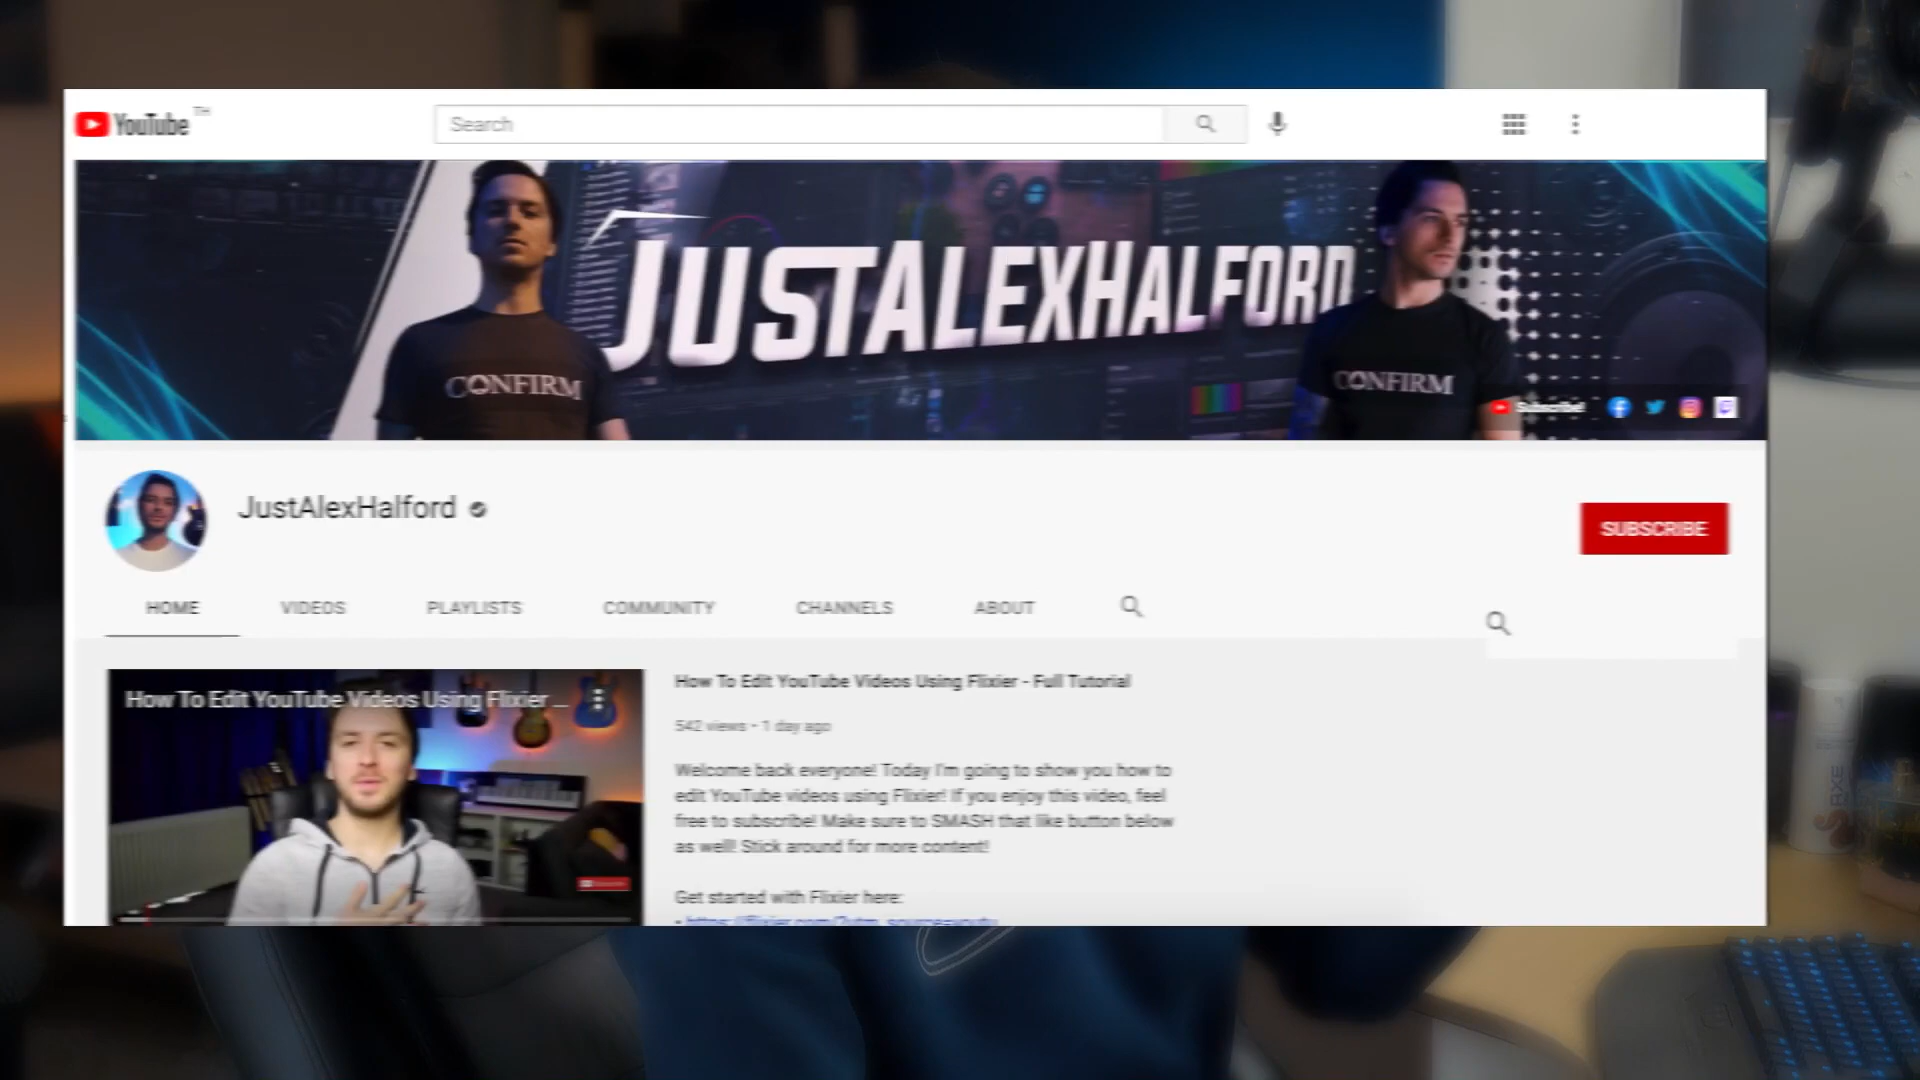 YouTube TH
Search
JUSTALEXHALFORD
CONFIRM
CONFIRM
Subscribe!
JustAlexHalford
SUBSCRIBE
HOME VIDEOS PLAYLISTS COMMUNITY CHANNELS ABOUT
How To Edit YouTube Videos Using Flixier ...
How To Edit YouTube Videos Using Flixier - Full Tutorial
542 views • 1 day ago
Welcome back everyone! Today I'm going to show you how to
edit YouTube videos using Flixier! If you enjoy this video, feel
free to subscribe! Make sure to SMASH that like button below
as well! Stick around for more content!
Get started with Flixier here:
AXE